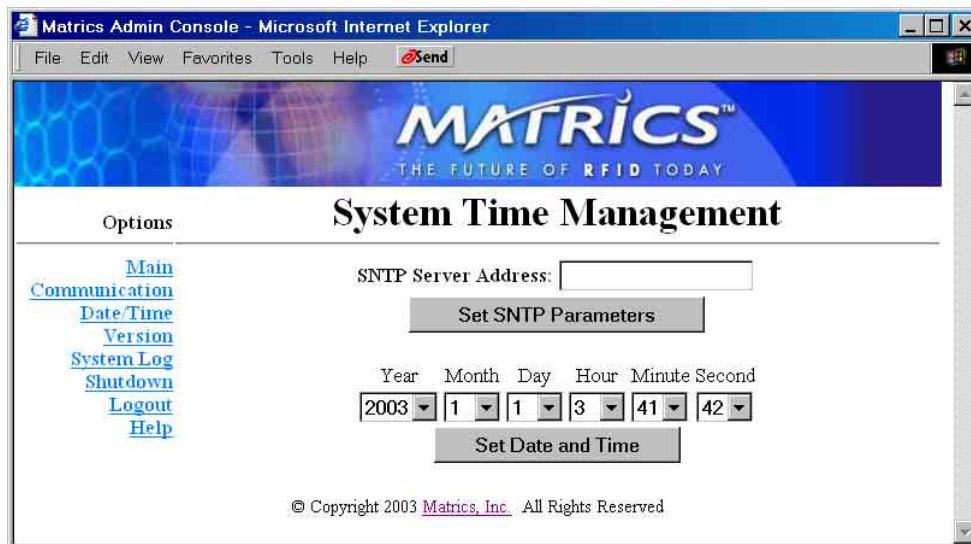 Matrics Admin Console - Microsoft Internet Explorer
File Edit View Favorites Tools Help eSend
MATRICS™
THE FUTURE OF RFID TODAY
Options
System Time Management
Main
Communication
Date/Time
Version
System Log
Shutdown
Logout
Help
SNTP Server Address:
Set SNTP Parameters
Year Month Day Hour Minute Second
2003 1 1 3 41 42
Set Date and Time
© Copyright 2003 Matrics, Inc. All Rights Reserved